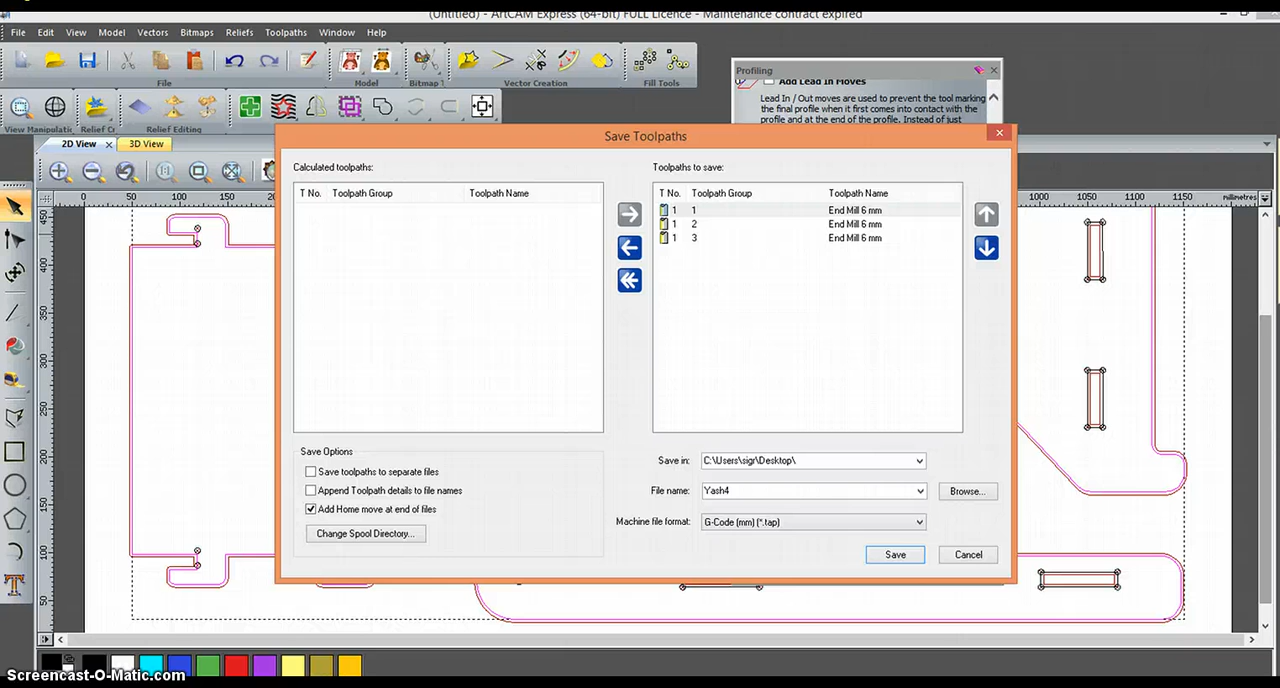 (Untitled) - ArtCAM Express (64-bit) FULL Licence - Maintenance contract expired
File Edit View Model Vectors Bitmaps Reliefs Toolpaths Window Help
File Model Bitmap Vector Creation Fill Tools
Profiling
Add Lead In Moves
Lead In / Out moves are used to prevent the tool marking
the final profile when it first comes into contact with the
profile and at the end of the profile. Instead of just
View Manipulatio Relief Cr Relief Editing
2D View 3D View
Save Toolpaths
Calculated toolpaths: Toolpaths to save:
T No. Toolpath Group Toolpath Name T No. Toolpath Group Toolpath Name
1 1 End Mill 6 mm
1 2 End Mill 6 mm
1 3 End Mill 6 mm
0 50 100 150 1000 1050 1100 1150 millimetres
450
400
350
300
250
200
150
100
50
Save Options
Save toolpaths to separate files
Append Toolpath details to file names
Add Home move at end of files
Change Spool Directory...
Save in: C:\Users\sigr\Desktop\
File name: Yash4 Browse...
Machine file format: G-Code (mm) (*.tap)
Save Cancel
Screencast-O-Matic.com